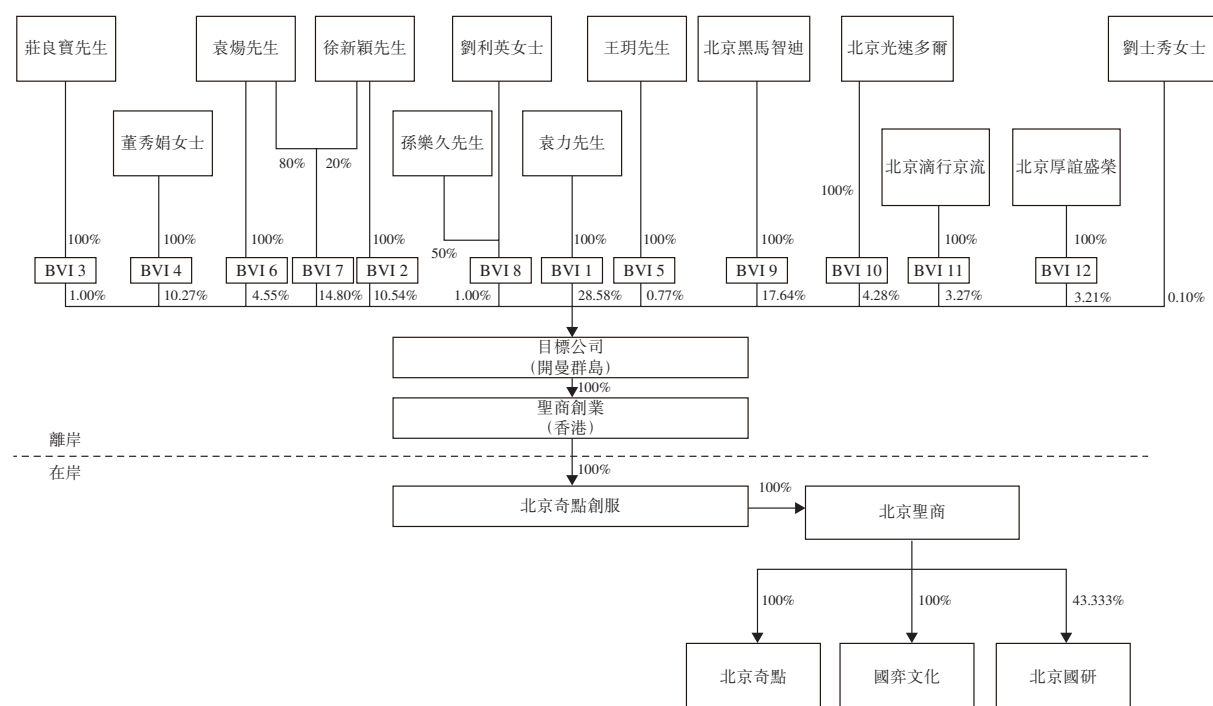 莊良寶先生
袁煬先生
徐新穎先生
劉利英女士
王玥先生
北京黑馬智迪
北京光速多爾
劉士秀女士
董秀娟女士
孫樂久先生
袁力先生
北京滴行京流
北京厚誼盛榮
80%
20%
100%
100%
100%
100%
100%
50%
100%
100%
100%
100%
100%
BVI 3
BVI 4
BVI 6
BVI 7
BVI 2
BVI 8
BVI 1
BVI 5
BVI 9
BVI 10
BVI 11
BVI 12
1.00%
10.27%
4.55%
14.80%
10.54%
1.00%
28.58%
0.77%
17.64%
4.28%
3.27%
3.21%
0.10%
目標公司
(開曼群島)
100%
聖商創業
(香港)
離岸
在岸
100%
北京奇點創服
100%
北京聖商
100%
100%
43.333%
北京奇點
國弈文化
北京國研